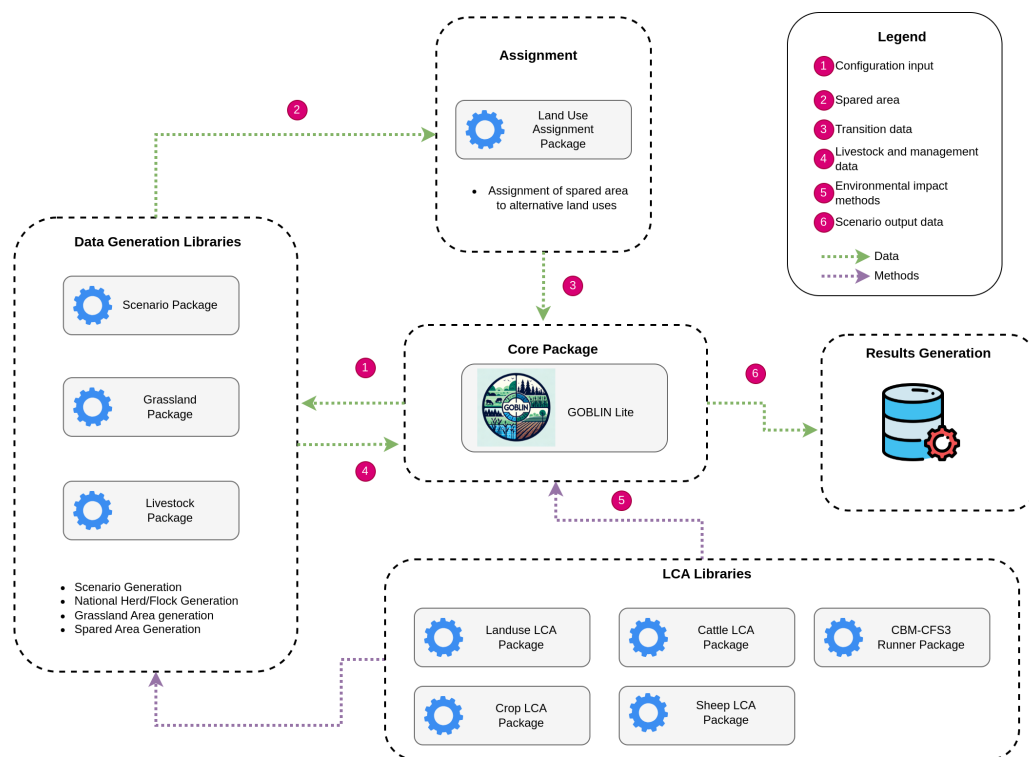 Assignment
Land Use
Assignment
Package
• Assignment of spared area
to alternative land uses
Legend
1 Configuration input
2 Spared area
3 Transition data
4 Livestock and management
data
5 Environmental impact
methods
6 Scenario output data
Data
Methods
2
Data Generation Libraries
Scenario Package
Grassland
Package
Livestock
Package
• Scenario Generation
• National Herd/Flock Generation
• Grassland Area generation
• Spared Area Generation
3
1
4
Core Package
GOBLIN
GOBLIN Lite
6
Results Generation
5
LCA Libraries
Landuse LCA
Package
Cattle LCA
Package
CBM-CFS3
Runner Package
Crop LCA
Package
Sheep LCA
Package